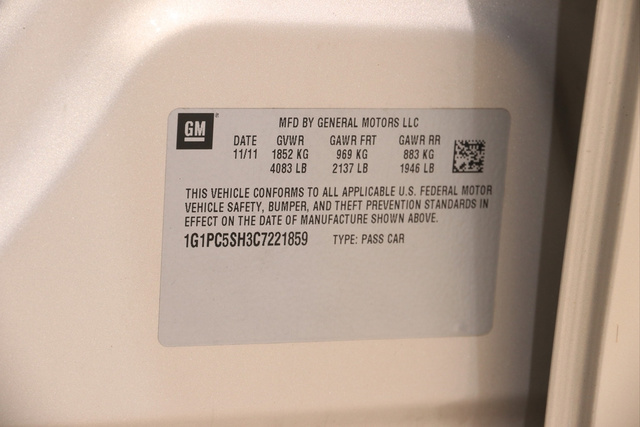 GM
MFD BY GENERAL MOTORS LLC
DATE GVWR GAWR FRT GAWR RR
11/11 1852 KG 969 KG 883 KG
4083 LB 2137 LB 1946 LB
THIS VEHICLE CONFORMS TO ALL APPLICABLE U.S. FEDERAL MOTOR
VEHICLE SAFETY, BUMPER, AND THEFT PREVENTION STANDARDS IN
EFFECT ON THE DATE OF MANUFACTURE SHOWN ABOVE.
1G1PC5SH3C7221859 TYPE: PASS CAR